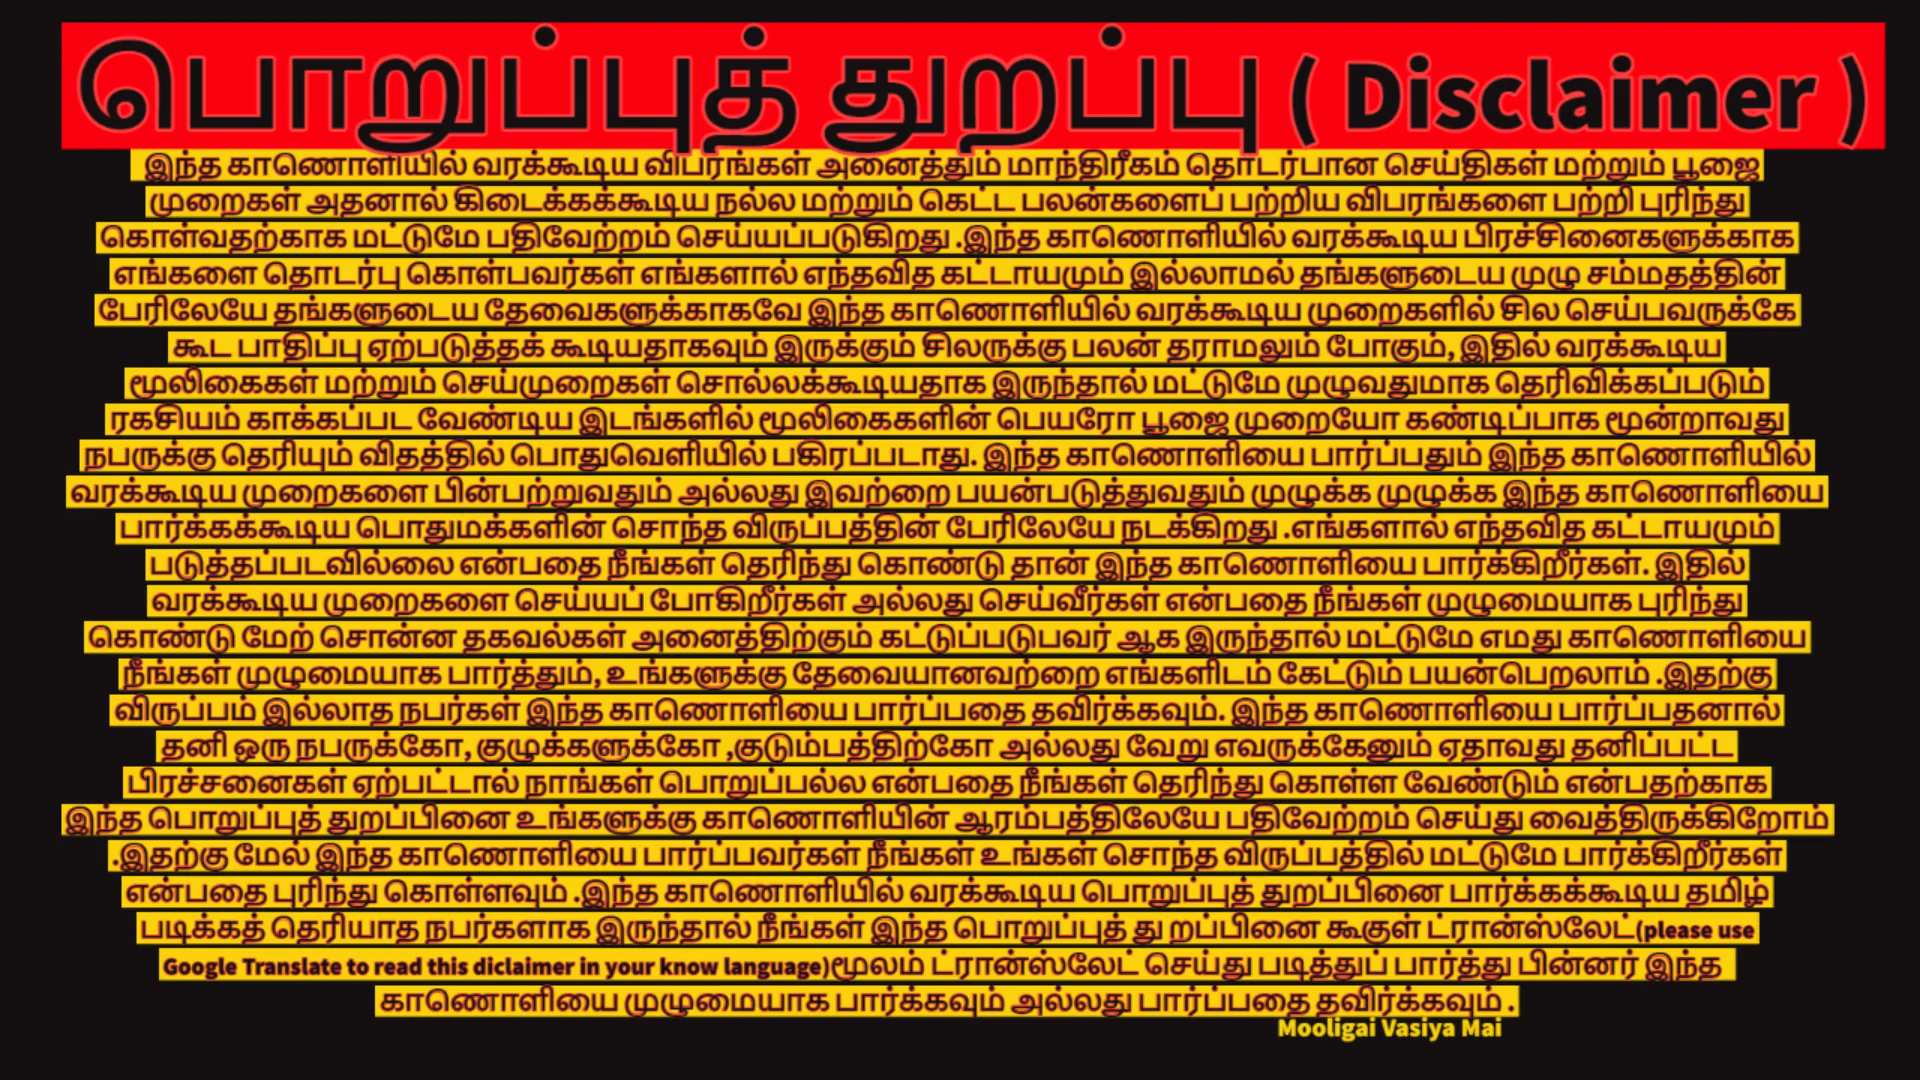 பொறுப்புத் துறப்பு ( Disclaimer )
இந்த காணொளியில் வரக்கூடிய விபரங்கள் அனைத்தும் மாந்திரீகம் தொடர்பான செய்திகள் மற்றும் பூஜை
முறைகள் அதனால் கிடைக்கக்கூடிய நல்ல மற்றும் கெட்ட பலன்களைப் பற்றிய விபரங்களை பற்றி புரிந்து
கொள்வதற்காக மட்டுமே பதிவேற்றம் செய்யப்படுகிறது .இந்த காணொளியில் வரக்கூடிய பிரச்சினைகளுக்காக
எங்களை தொடர்பு கொள்பவர்கள் எங்களால் எந்தவித கட்டாயமும் இல்லாமல் தங்களுடைய முழு சம்மதத்தின்
பேரிலேயே தங்களுடைய தேவைகளுக்காகவே இந்த காணொளியில் வரக்கூடிய முறைகளில் சில செய்பவருக்கே
கூட பாதிப்பு ஏற்படுத்தக் கூடியதாகவும் இருக்கும் சிலருக்கு பலன் தராமலும் போகும், இதில் வரக்கூடிய
மூலிகைகள் மற்றும் செய்முறைகள் சொல்லக்கூடியதாக இருந்தால் மட்டுமே முழுவதுமாக தெரிவிக்கப்படும்
ரகசியம் காக்கப்பட வேண்டிய இடங்களில் மூலிகைகளின் பெயரோ பூஜை முறையோ கண்டிப்பாக மூன்றாவது
நபருக்கு தெரியும் விதத்தில் பொதுவெளியில் பகிரப்படாது. இந்த காணொளியை பார்ப்பதும் இந்த காணொளியில்
வரக்கூடிய முறைகளை பின்பற்றுவதும் அல்லது இவற்றை பயன்படுத்துவதும் முழுக்க முழுக்க இந்த காணொளியை
பார்க்கக்கூடிய பொதுமக்களின் சொந்த விருப்பத்தின் பேரிலேயே நடக்கிறது .எங்களால் எந்தவித கட்டாயமும்
படுத்தப்படவில்லை என்பதை நீங்கள் தெரிந்து கொண்டு தான் இந்த காணொளியை பார்க்கிறீர்கள். இதில்
வரக்கூடிய முறைகளை செய்யப் போகிறீர்கள் அல்லது செய்வீர்கள் என்பதை நீங்கள் முழுமையாக புரிந்து
கொண்டு மேற் சொன்ன தகவல்கள் அனைத்திற்கும் கட்டுப்படுபவர் ஆக இருந்தால் மட்டுமே எமது காணொளியை
நீங்கள் முழுமையாக பார்த்தும், உங்களுக்கு தேவையானவற்றை எங்களிடம் கேட்டும் பயன்பெறலாம் .இதற்கு
விருப்பம் இல்லாத நபர்கள் இந்த காணொளியை பார்ப்பதை தவிர்க்கவும். இந்த காணொளியை பார்ப்பதனால்
தனி ஒரு நபருக்கோ, குழுக்களுக்கோ ,குடும்பத்திற்கோ அல்லது வேறு எவருக்கேனும் ஏதாவது தனிப்பட்ட
பிரச்சனைகள் ஏற்பட்டால் நாங்கள் பொறுப்பல்ல என்பதை நீங்கள் தெரிந்து கொள்ள வேண்டும் என்பதற்காக
இந்த பொறுப்புத் துறப்பினை உங்களுக்கு காணொளியின் ஆரம்பத்திலேயே பதிவேற்றம் செய்து வைத்திருக்கிறோம்
.இதற்கு மேல் இந்த காணொளியை பார்ப்பவர்கள் நீங்கள் உங்கள் சொந்த விருப்பத்தில் மட்டுமே பார்க்கிறீர்கள்
என்பதை புரிந்து கொள்ளவும் .இந்த காணொளியில் வரக்கூடிய பொறுப்புத் துறப்பினை பார்க்கக்கூடிய தமிழ்
படிக்கத் தெரியாத நபர்களாக இருந்தால் நீங்கள் இந்த பொறுப்புத் து றப்பினை கூகுள் ட்ரான்ஸ்லேட்(please use
Google Translate to read this diclaimer in your know language)மூலம் ட்ரான்ஸ்லேட் செய்து படித்துப் பார்த்து பின்னர் இந்த
காணொளியை முழுமையாக பார்க்கவும் அல்லது பார்ப்பதை தவிர்க்கவும் .
Mooligai Vasiya Mai